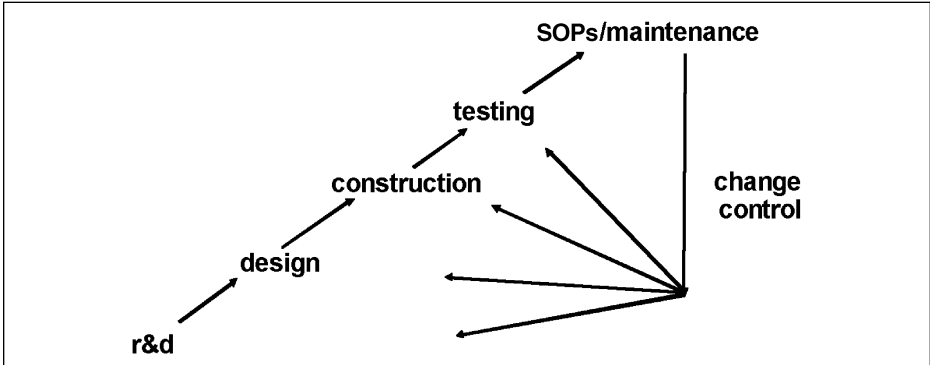 SOPs/maintenance
testing
construction
change
control
design
r&d